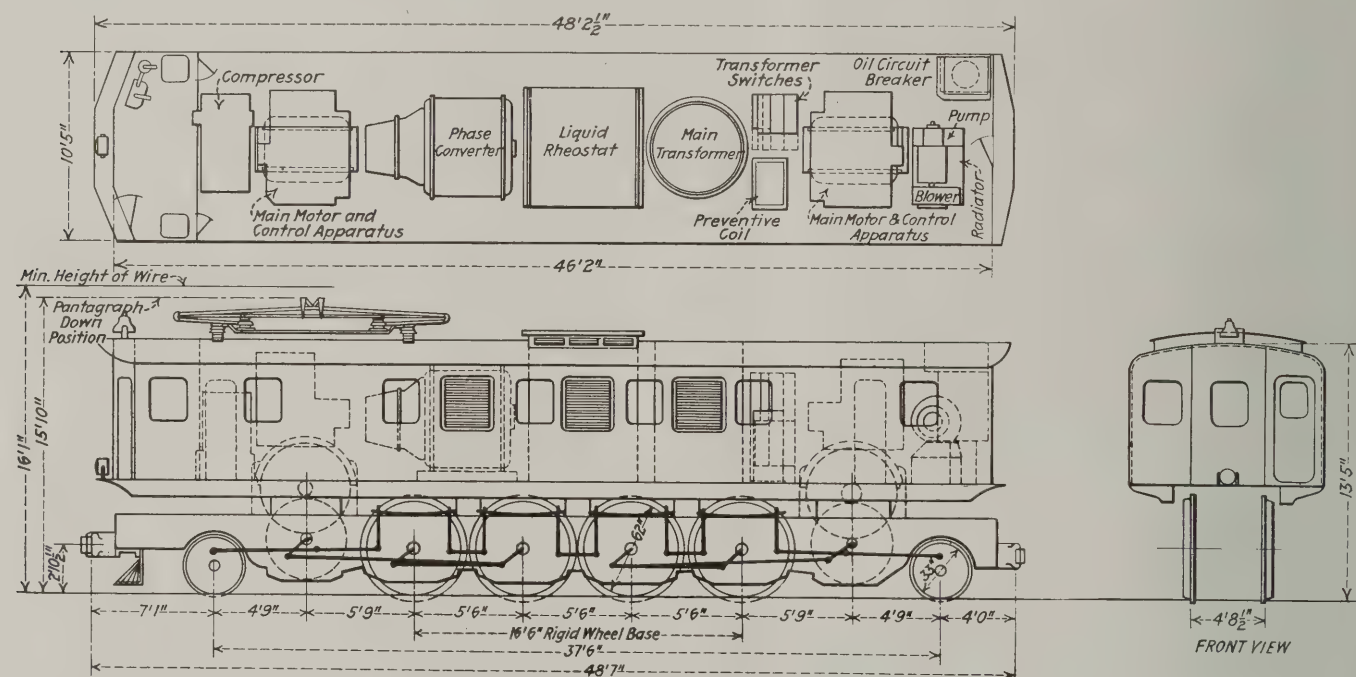 48'2½"
10'5"
Compressor
Main Motor and
Control Apparatus
Phase
Converter
Liquid
Rheostat
Main
Transformer
Transformer
Switches
Preventive
Coil
Oil Circuit
Breaker
Pump
Blower
Radiator
Main Motor & Control
Apparatus
46'2"
Min. Height of Wire
Pantagraph-
Down
Position
16'1"
15'10"
2'10½"
62"
33"
7'1"
4'9"
5'9"
5'6"
5'6"
5'6"
5'9"
4'9"
4'0"
16'6" Rigid Wheel Base
37'6"
48'7"
13'5"
4'8½"
FRONT VIEW